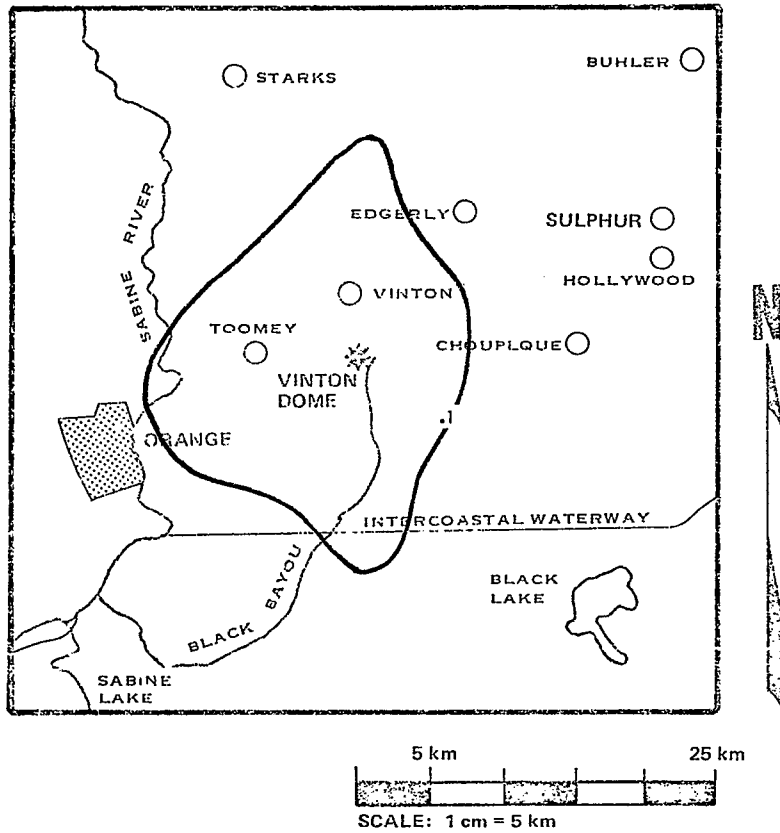 STARKS
BUHLER
SABINE RIVER
EDGERLY
SULPHUR
HOLLYWOOD
VINTON
TOOMEY
CHOUPLQUE
VINTON
DOME
.1
ORANGE
INTERCOASTAL WATERWAY
BLACK BAYOU
BLACK
LAKE
SABINE
LAKE
N
5 km
25 km
SCALE: 1 cm = 5 km